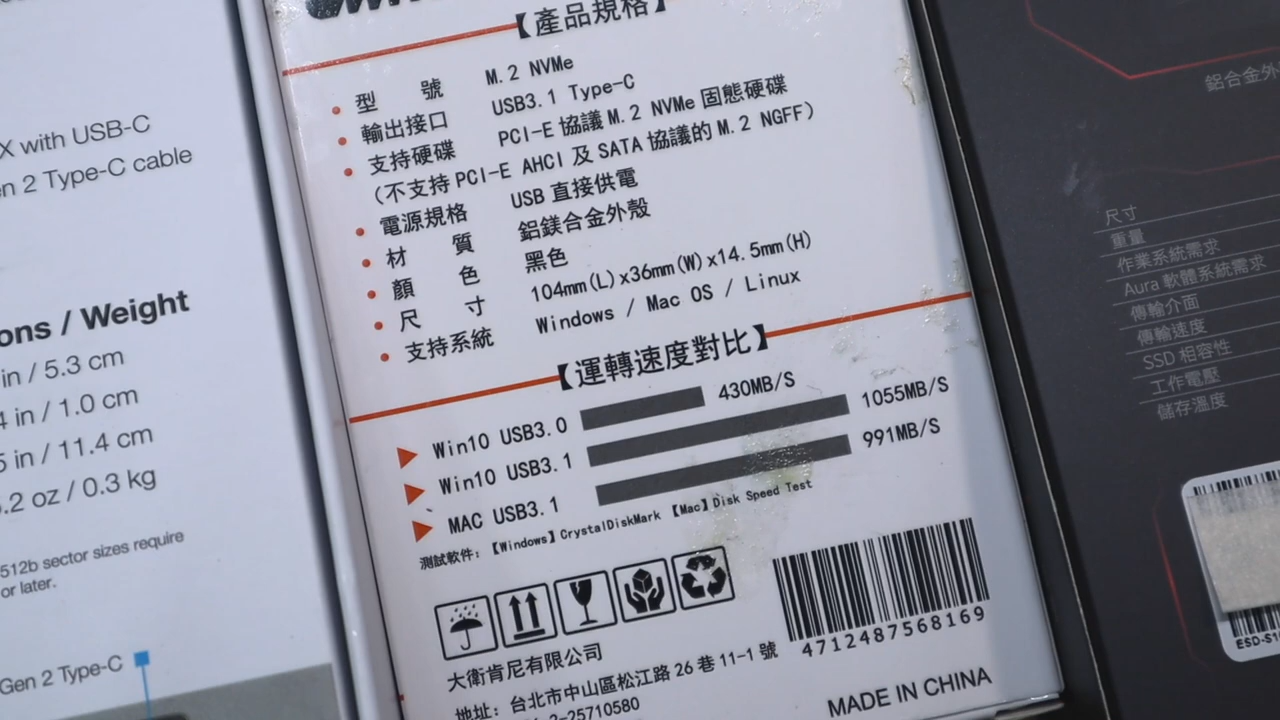 X with USB-C
n 2 Type-C cable
ons / Weight
in / 5.3 cm
in / 1.0 cm
in / 11.4 cm
.2 oz / 0.3 kg
512b sector sizes require
or later.
Gen 2 Type-C
【產品規格】
型號 M.2 NVMe
輸出接口 USB3.1 Type-C
支持硬碟 PCI-E 協議 M.2 NVMe 固態硬碟
(不支持 PCI-E AHCI 及 SATA 協議的 M.2 NGFF)
電源規格 USB 直接供電
材質 鋁鎂合金外殼
顏色 黑色
尺寸 104mm(L)x36mm(W)x14.5mm(H)
支持系統 Windows / Mac OS / Linux
【運轉速度對比】
Win10 USB3.0 430MB/S
Win10 USB3.1 1055MB/S
MAC USB3.1 991MB/S
測試軟件:【Windows】CrystalDiskMark 【Mac】Disk Speed Test
4712487568169
大衛肯尼有限公司
地址: 台北市中山區松江路 26 巷 11-1 號
2-25710580
MADE IN CHINA
鋁合金外
尺寸
重量
作業系統需求
Aura 軟體系統需求
傳輸介面
傳輸速度
SSD 相容性
工作電壓
儲存溫度
ESD-S1